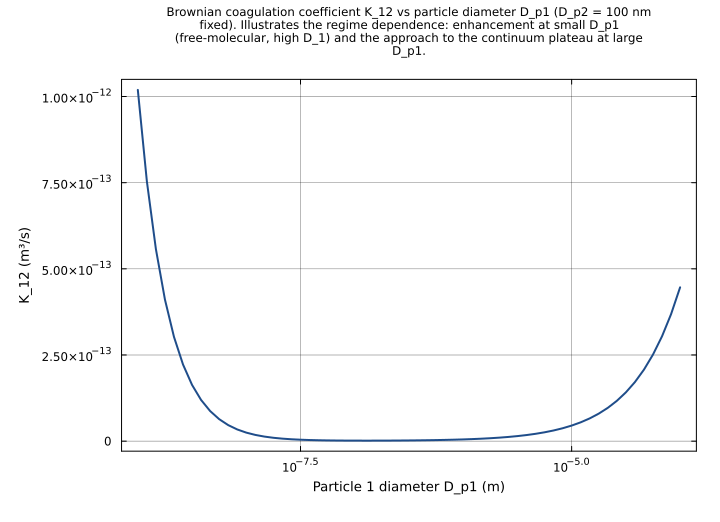 Brownian coagulation coefficient K_12 vs particle diameter D_p1 (D_p2 = 100 nm
fixed). Illustrates the regime dependence: enhancement at small D_p1
(free-molecular, high D_1) and the approach to the continuum plateau at large
D_p1.
1.00×10⁻¹²
7.50×10⁻¹³
5.00×10⁻¹³
2.50×10⁻¹³
0
K_12 (m³/s)
10⁻⁷·⁵ 10⁻⁵·⁰
Particle 1 diameter D_p1 (m)